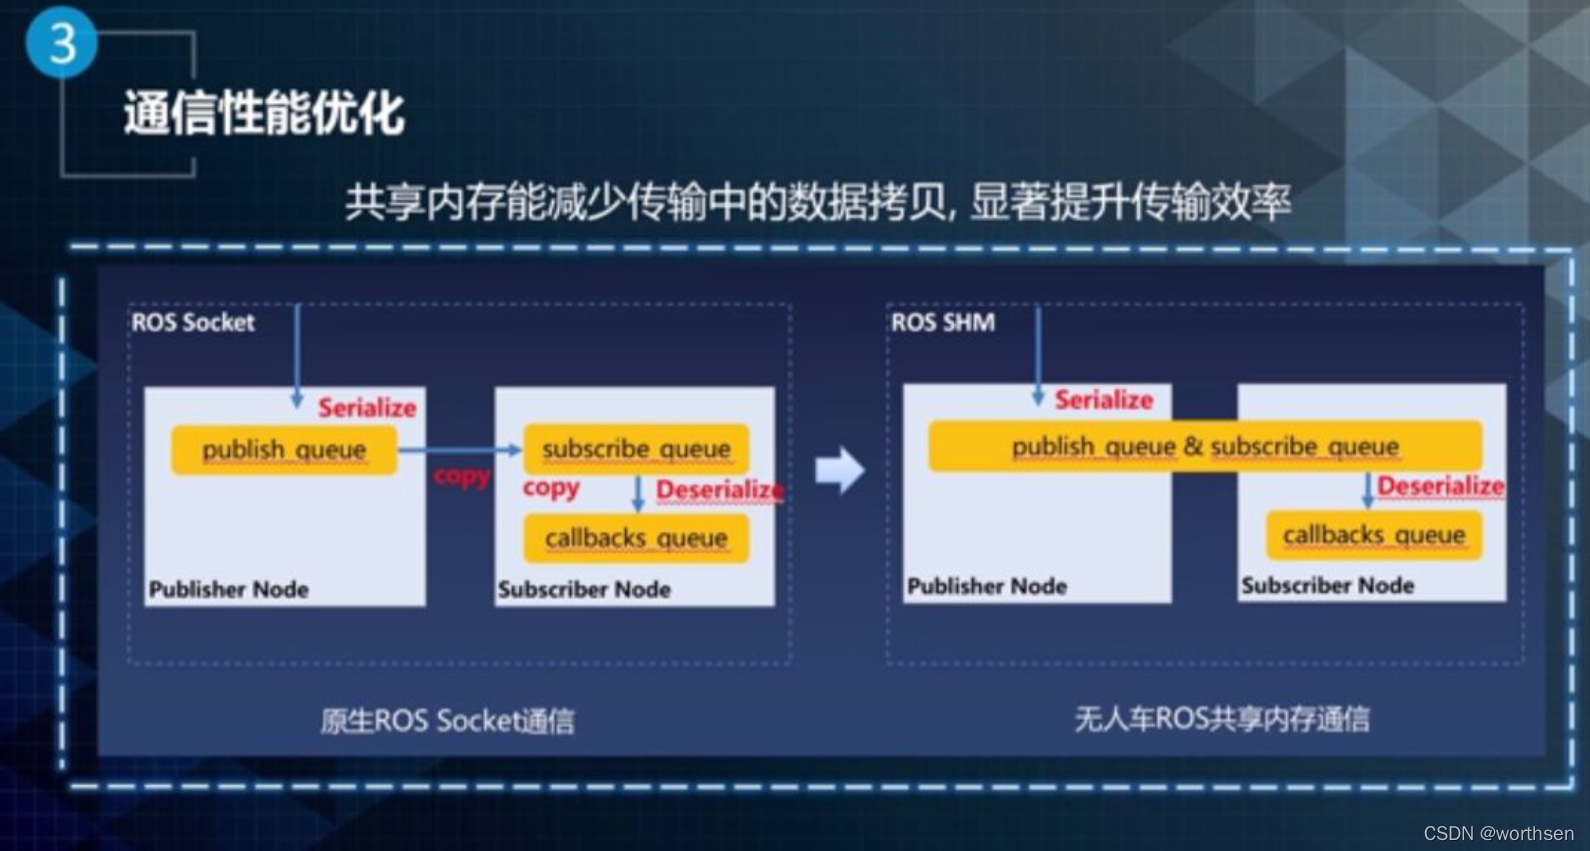 3
通信性能优化
共享内存能减少传输中的数据拷贝, 显著提升传输效率
ROS Socket
Serialize
publish_queue
copy
subscribe_queue
copy
Deserialize
callbacks_queue
Publisher Node
Subscriber Node
原生ROS Socket通信
ROS SHM
Serialize
publish_queue & subscribe_queue
Deserialize
callbacks_queue
Publisher Node
Subscriber Node
无人车ROS共享内存通信
CSDN @worthsen